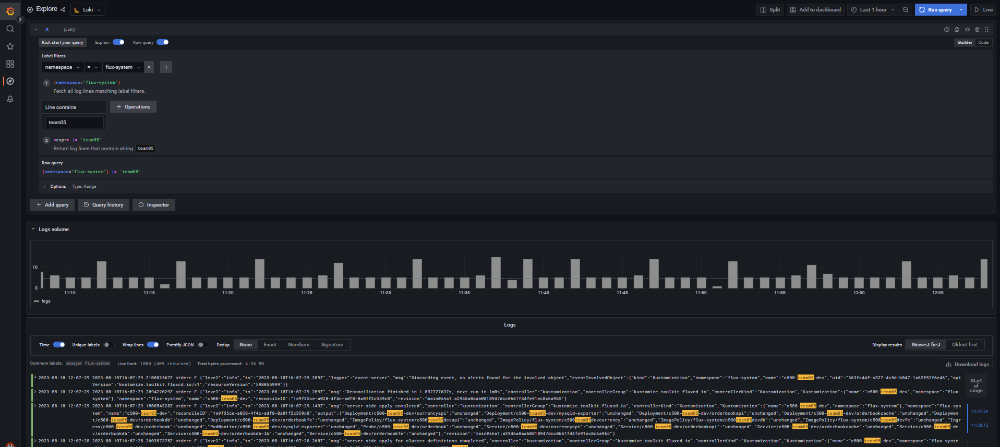 Explore Loki Split Add to dashboard Last 1 hour Run query Live
A (Loki)
Kick start your query Explain Raw query Builder Code
Label filters
namespace = flux-system × +
1 {namespace="flux-system"}
Fetch all log lines matching label filters.
Line contains + Operations
team05
2 <expr> |= `team05`
Return log lines that contain string team05 .
Raw query
{namespace="flux-system"} |= `team05`
Options Type: Range
+ Add query Query history Inspector
Logs volume
10
0
11:10 11:15 11:20 11:25 11:30 11:35 11:40 11:45 11:50 11:55 12:00 12:05
logs
Logs
Time Unique labels Wrap lines Prettify JSON Dedup None Exact Numbers Signature Display results Newest first Oldest first
Common labels: manager flux-system Line limit: 1000 (409 returned) Total bytes processed: 4.94 MB Download logs
2023-08-10 12:07:29 2023-08-10T16:07:29.210082567Z stderr F {"level":"info","ts":"2023-08-10T16:07:29.209Z","logger":"event-server","msg":"Discarding event, no alerts found for the involved object","eventInvolvedObject":{"kind":"Kustomization","namespace":"flux-system","name":"c500-team05-dev","uid":"363fa44f-c327-4c5d-b047-1a62f52f6e46","api
Version":"kustomize.toolkit.fluxcd.io/v1","resourceVersion":"598055999"}}
2023-08-10 12:07:29 2023-08-10T16:07:29.209422029Z stderr F {"level":"info","ts":"2023-08-10T16:07:29.209Z","msg":"Reconciliation finished in 1.802727637s, next run in 1m0s","controller":"kustomization","controllerGroup":"kustomize.toolkit.fluxcd.io","controllerKind":"Kustomization","Kustomization":{"name":"c500-team05-dev","namespace":"flux-
system"},"namespace":"flux-system","name":"c500-team05-dev","reconcileID":"1e9f35ce-a028-4f4c-adf8-0a01f2c359c8","revision":"main@sha1:a2946a0aab0818947dcc0661f44fe91ec8c6a965"}
2023-08-10 12:07:29 2023-08-10T16:07:29.150054328Z stderr F {"level":"info","ts":"2023-08-10T16:07:29.149Z","msg":"server-side apply completed","controller":"kustomization","controllerGroup":"kustomize.toolkit.fluxcd.io","controllerKind":"Kustomization","Kustomization":{"name":"c500-team05-dev","namespace":"flux-system"},"namespace":"flux-sy
stem","name":"c500-team05-dev","reconcileID":"1e9f35ce-a028-4f4c-adf8-0a01f2c359c8","output":{"Deployment/c500-team05-dev/currencyapi":"unchanged","Deployment/c500-team05-dev/mysqld-exporter":"unchanged","Deployment/c500-team05-dev/orderbookapi":"unchanged","Deployment/c500-team05-dev/orderbookcache":"unchanged","Deploymen
t/c500-team05-dev/orderbookdb":"unchanged","Deployment/c500-team05-dev/orderbookfe":"unchanged","ImagePolicy/flux-system/c500team05devapi":"unchanged","ImagePolicy/flux-system/c500team05devcurrency":"unchanged","ImagePolicy/flux-system/c500team05devdb":"unchanged","ImagePolicy/flux-system/c500team05devfe":"unchanged","Ingr
ess/c500-team05-dev/orderbook":"unchanged","PodMonitor/c500-team05-dev/mysqld-exporter":"unchanged","Probe/c500-team05-dev/orderbook":"unchanged","Service/c500-team05-dev/currencyapi":"unchanged","Service/c500-team05-dev/orderbookapi":"unchanged","Service/c500-team05-dev/orderbookcache":"unchanged","Service/c500-team05-de
v/orderbookdb":"unchanged","Service/c500-team05-dev/orderbookdb-lb":"unchanged","Service/c500-team05-dev/orderbookfe":"unchanged"},"revision":"main@sha1:a2946a0aab0818947dcc0661f44fe91ec8c6a965"}
2023-08-10 12:07:28 2023-08-10T16:07:28.260357375Z stderr F {"level":"info","ts":"2023-08-10T16:07:28.260Z","msg":"server-side apply for cluster definitions completed","controller":"kustomization","controllerGroup":"kustomize.toolkit.fluxcd.io","controllerKind":"Kustomization","Kustomization":{"name":"c500-team05-dev","namespace":"flux-syste
Start
of
range
12:07:29
—
11:08:12